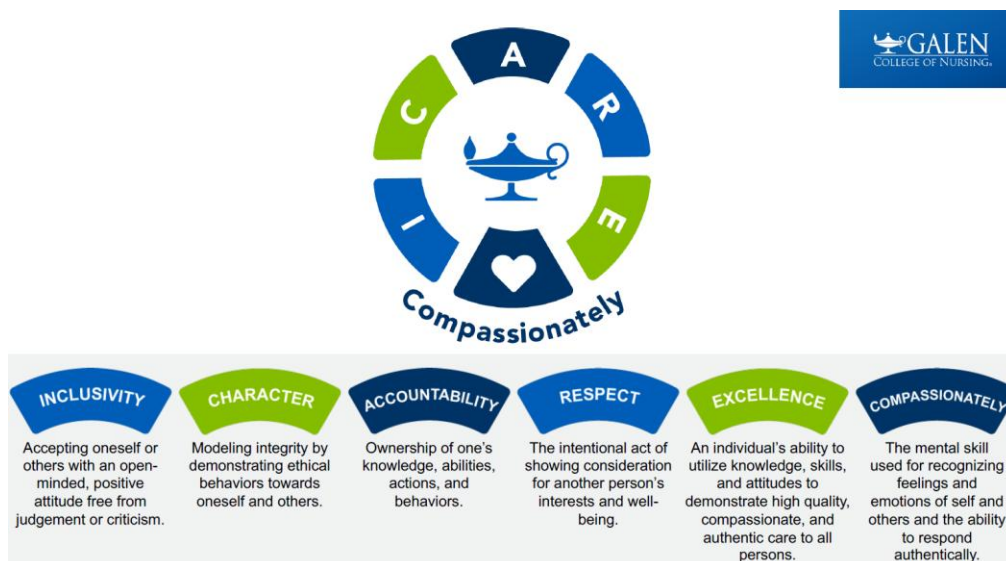 GALEN
COLLEGE OF NURSING®
I
C
A
R
E
Compassionately
INCLUSIVITY
Accepting oneself or
others with an open-
minded, positive
attitude free from
judgement or criticism.
CHARACTER
Modeling integrity by
demonstrating ethical
behaviors towards
oneself and others.
ACCOUNTABILITY
Ownership of one's
knowledge, abilities,
actions, and
behaviors.
RESPECT
The intentional act of
showing consideration
for another person's
interests and well-
being.
EXCELLENCE
An individual's ability to
utilize knowledge, skills,
and attitudes to
demonstrate high quality,
compassionate, and
authentic care to all
persons.
COMPASSIONATELY
The mental skill
used for recognizing
feelings and
emotions of self and
others and the ability
to respond
authentically.